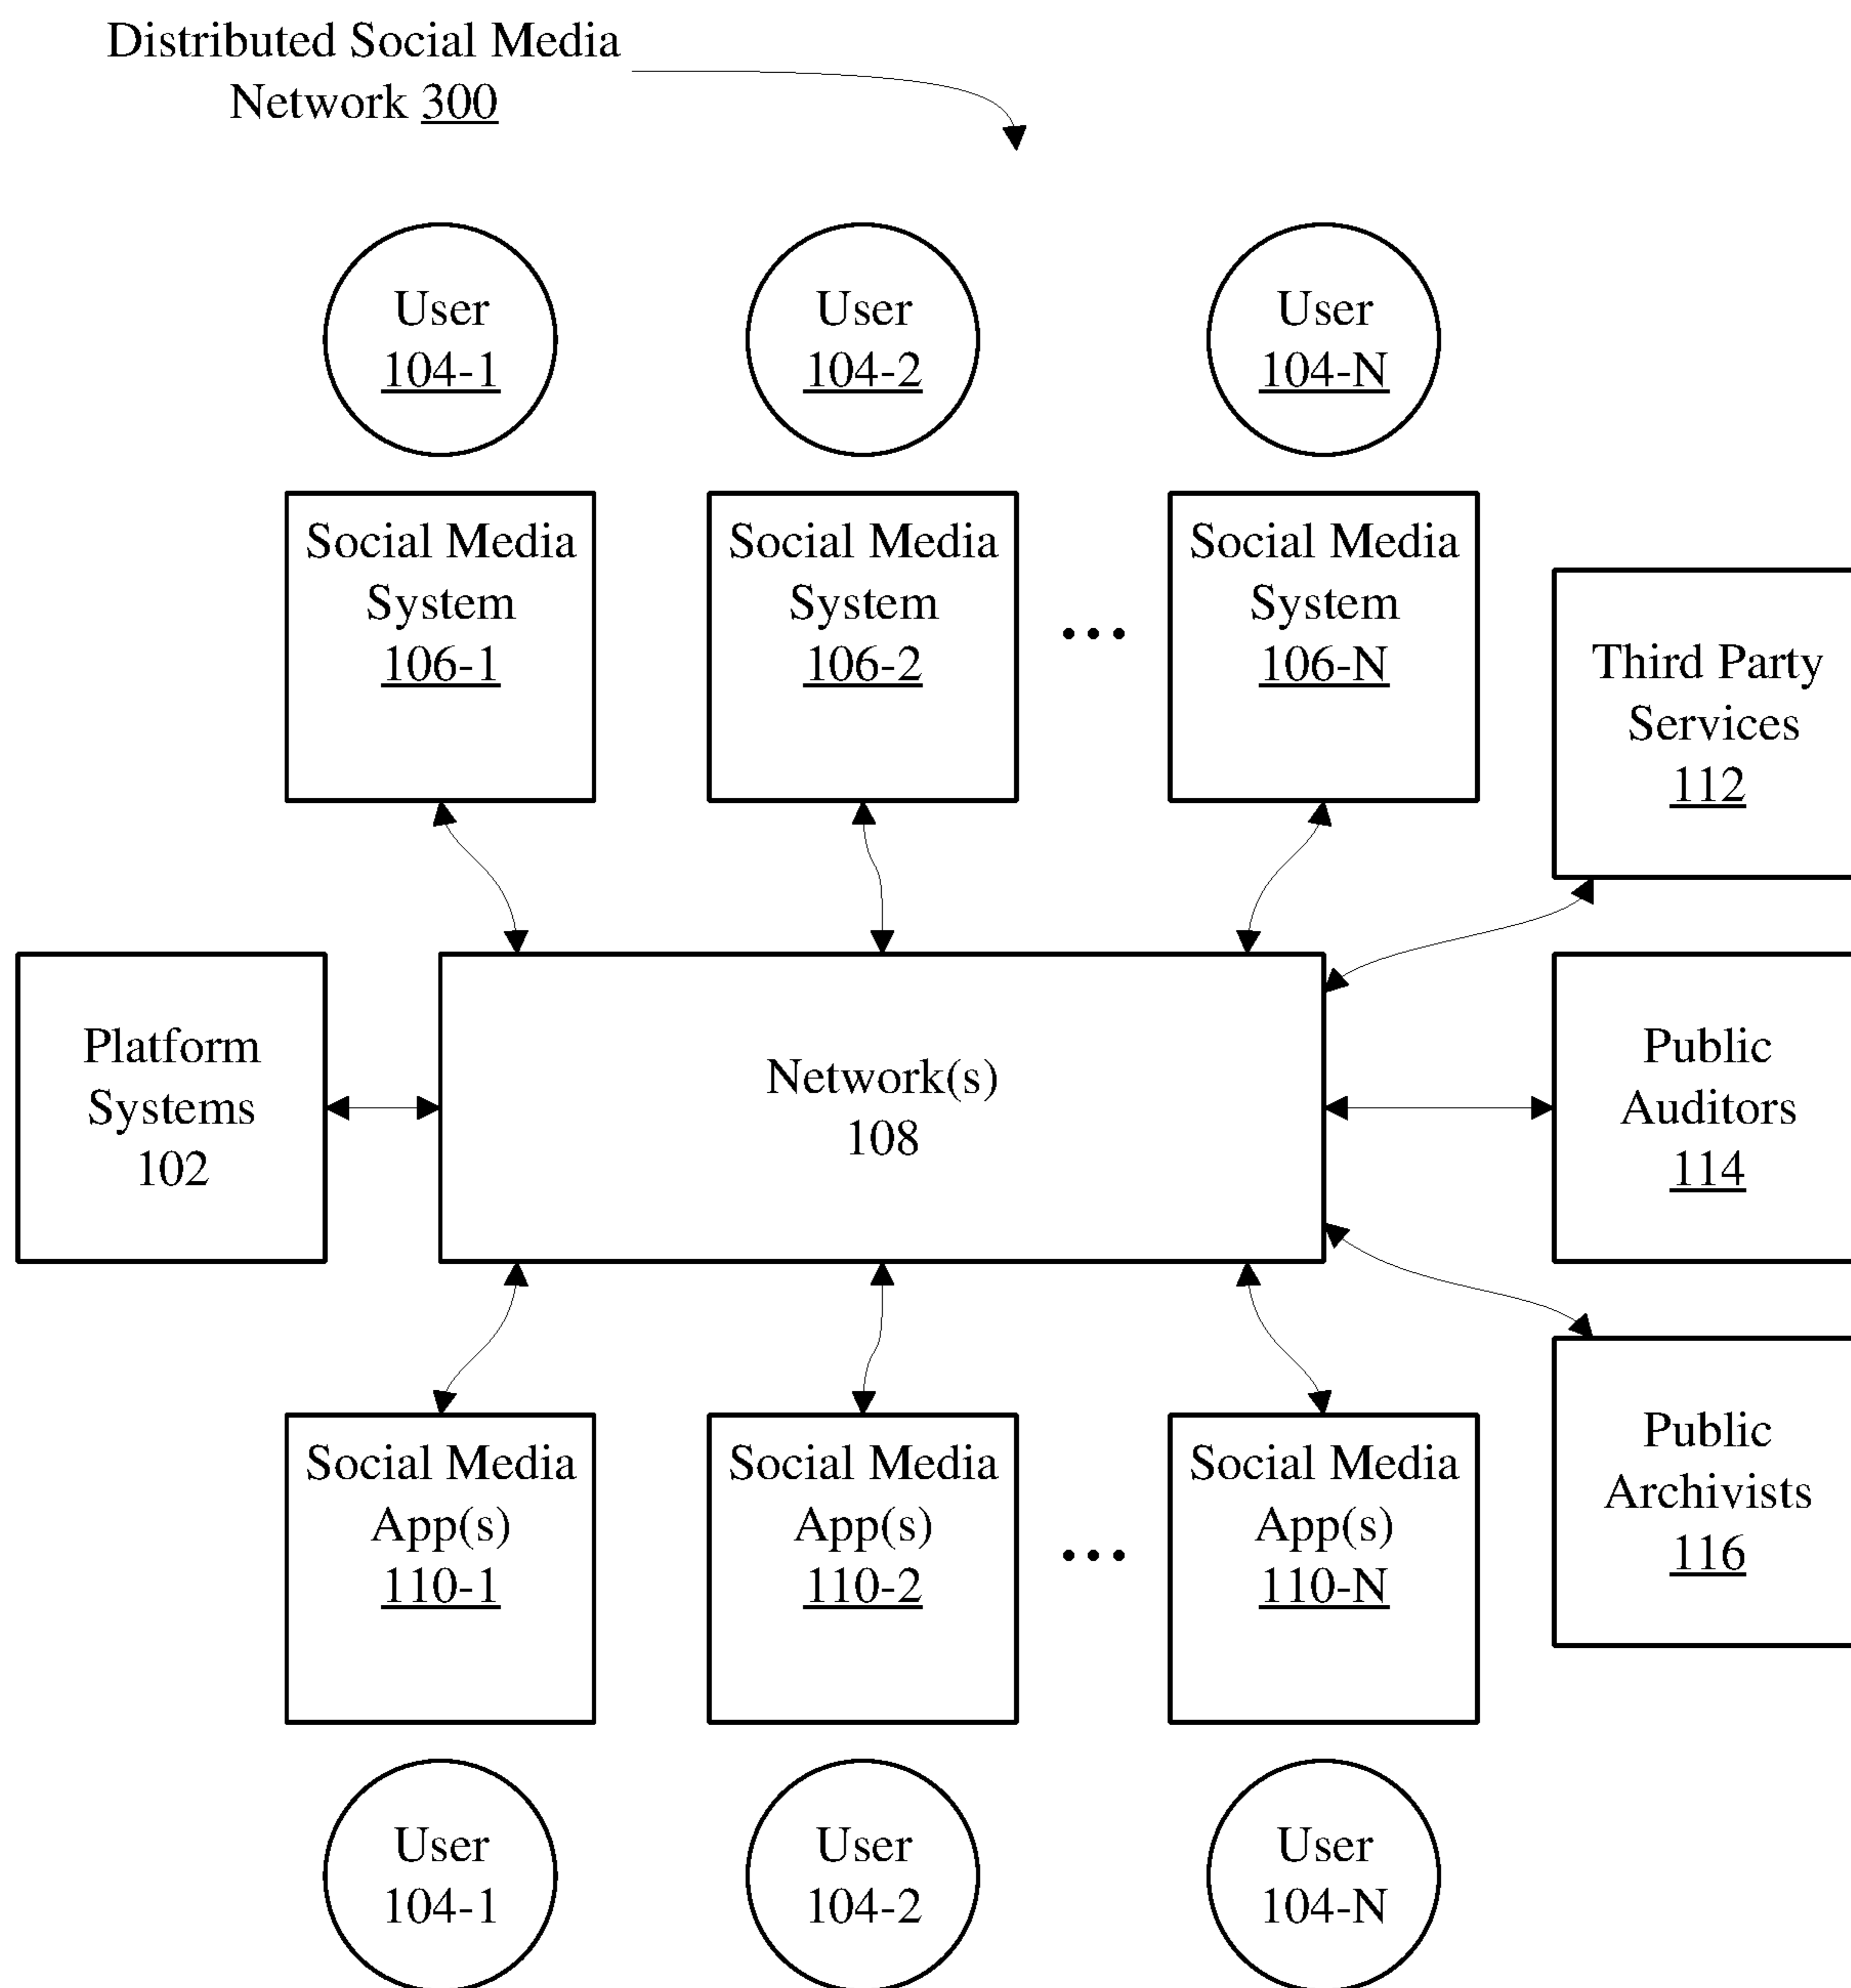 Distributed Social Media
Network 300
User
104-1
User
104-2
User
104-N
Social Media
System
106-1
Social Media
System
106-2
...
Social Media
System
106-N
Third Party
Services
112
Platform
Systems
102
Network(s)
108
Public
Auditors
114
Social Media
App(s)
110-1
Social Media
App(s)
110-2
...
Social Media
App(s)
110-N
Public
Archivists
116
User
104-1
User
104-2
User
104-N